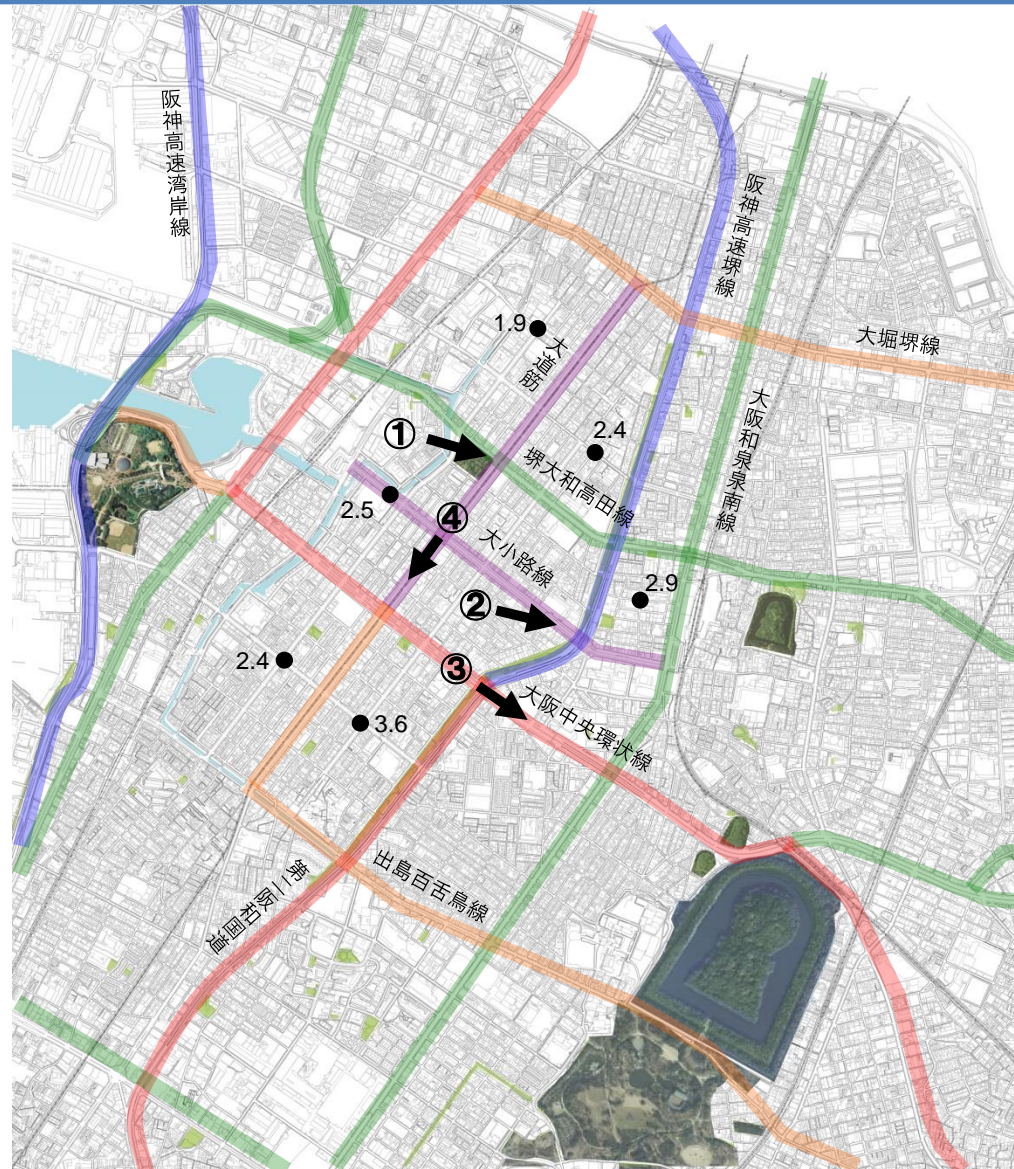 阪神高速湾岸線
阪神高速堺線
1.9
大道筋
大堀堺線
①
2.4
堺大和高田線
大阪和泉泉南線
2.5
④
大小路線
2.9
②
2.4
③
大阪中央環状線
3.6
出島百舌鳥線
第二阪和国道